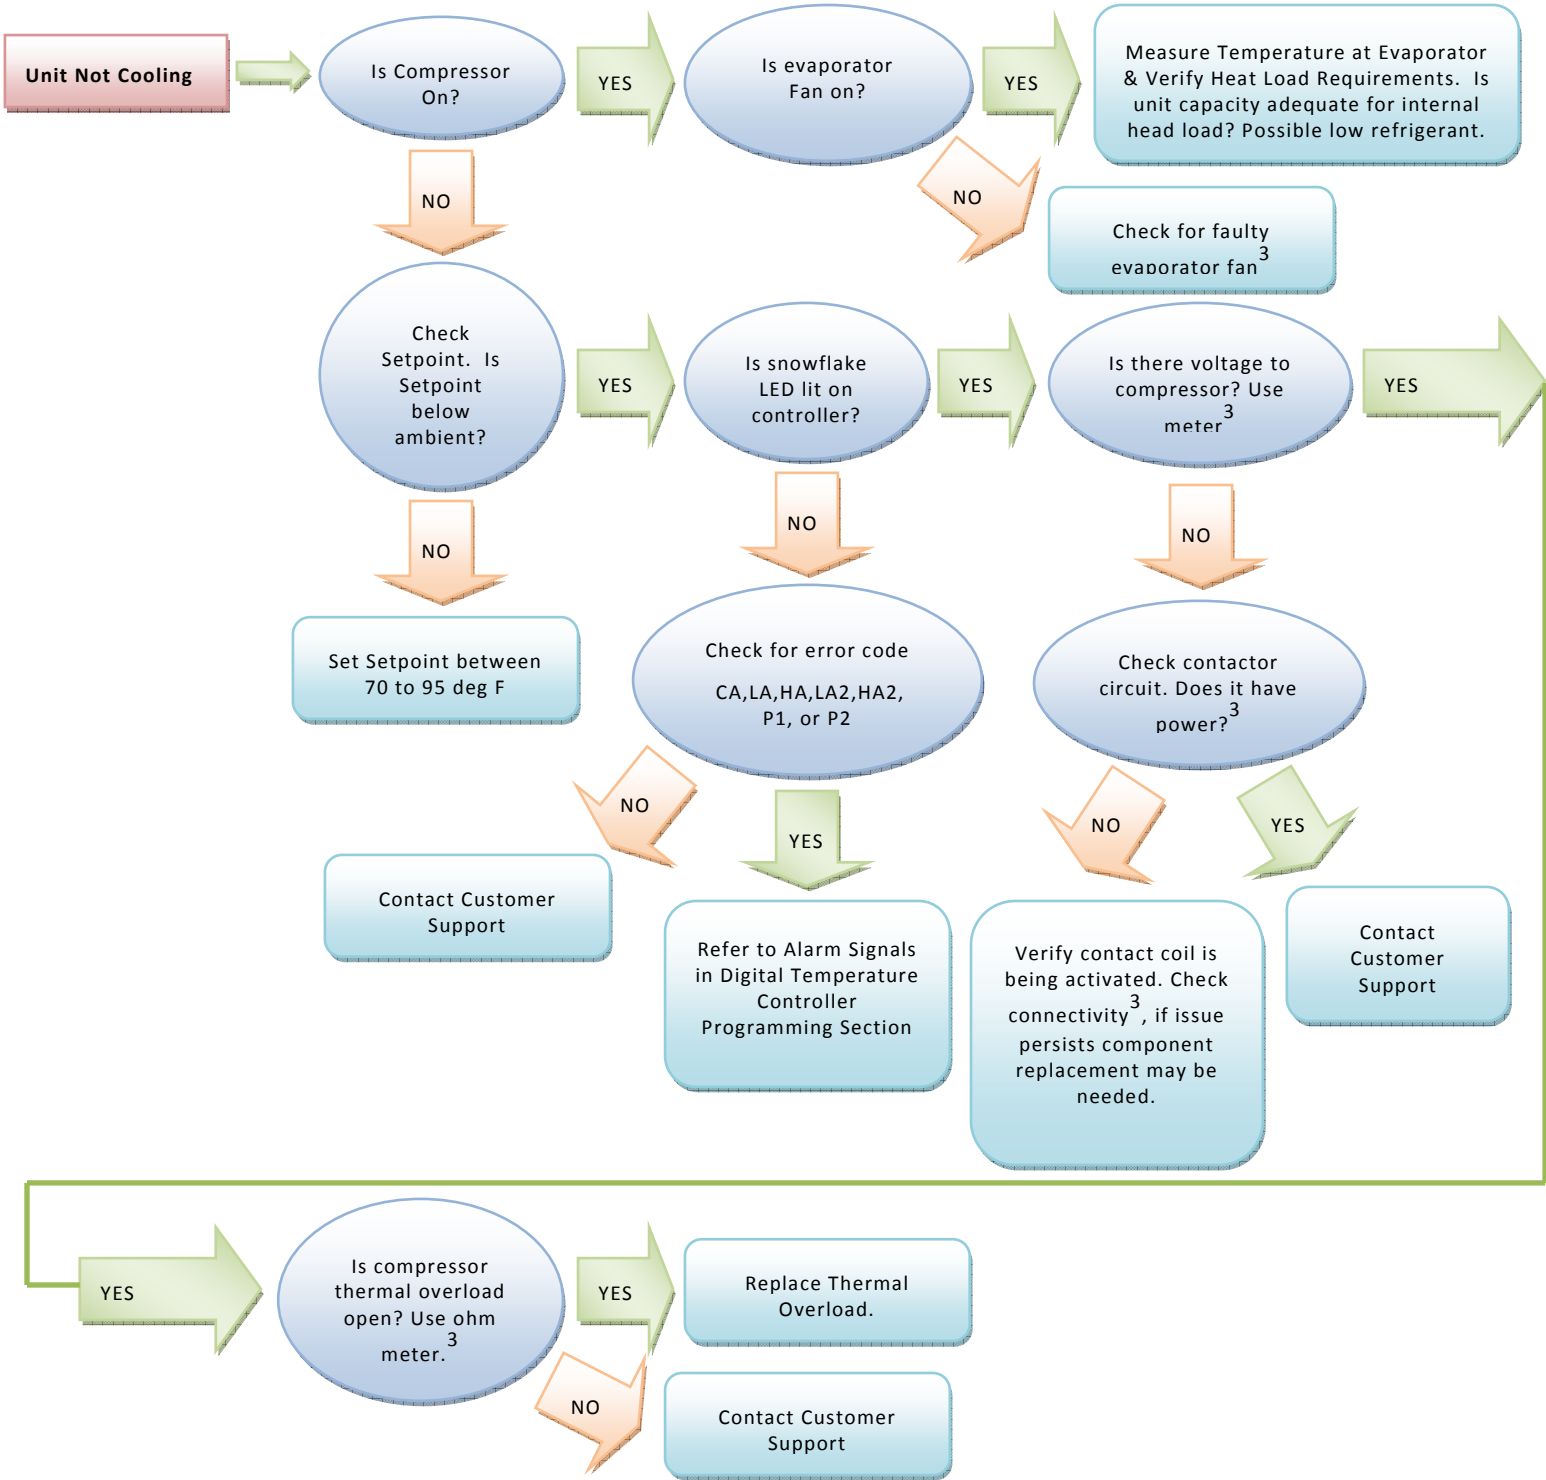 Unit Not Cooling
Is Compressor
On?
YES
Is evaporator
Fan on?
YES
Measure Temperature at Evaporator
& Verify Heat Load Requirements. Is
unit capacity adequate for internal
head load? Possible low refrigerant.
NO
NO
Check for faulty
evaporator fan3
Check
Setpoint. Is
Setpoint
below
ambient?
YES
Is snowflake
LED lit on
controller?
YES
Is there voltage to
compressor? Use
meter3
YES
NO
NO
NO
Set Setpoint between
70 to 95 deg F
Check for error code
CA,LA,HA,LA2,HA2,
P1, or P2
Check contactor
circuit. Does it have
power?3
NO
YES
NO
YES
Contact Customer
Support
Refer to Alarm Signals
in Digital Temperature
Controller
Programming Section
Verify contact coil is
being activated. Check
connectivity3, if issue
persists component
replacement may be
needed.
Contact
Customer
Support
YES
Is compressor
thermal overload
open? Use ohm
meter.3
YES
Replace Thermal
Overload.
NO
Contact Customer
Support